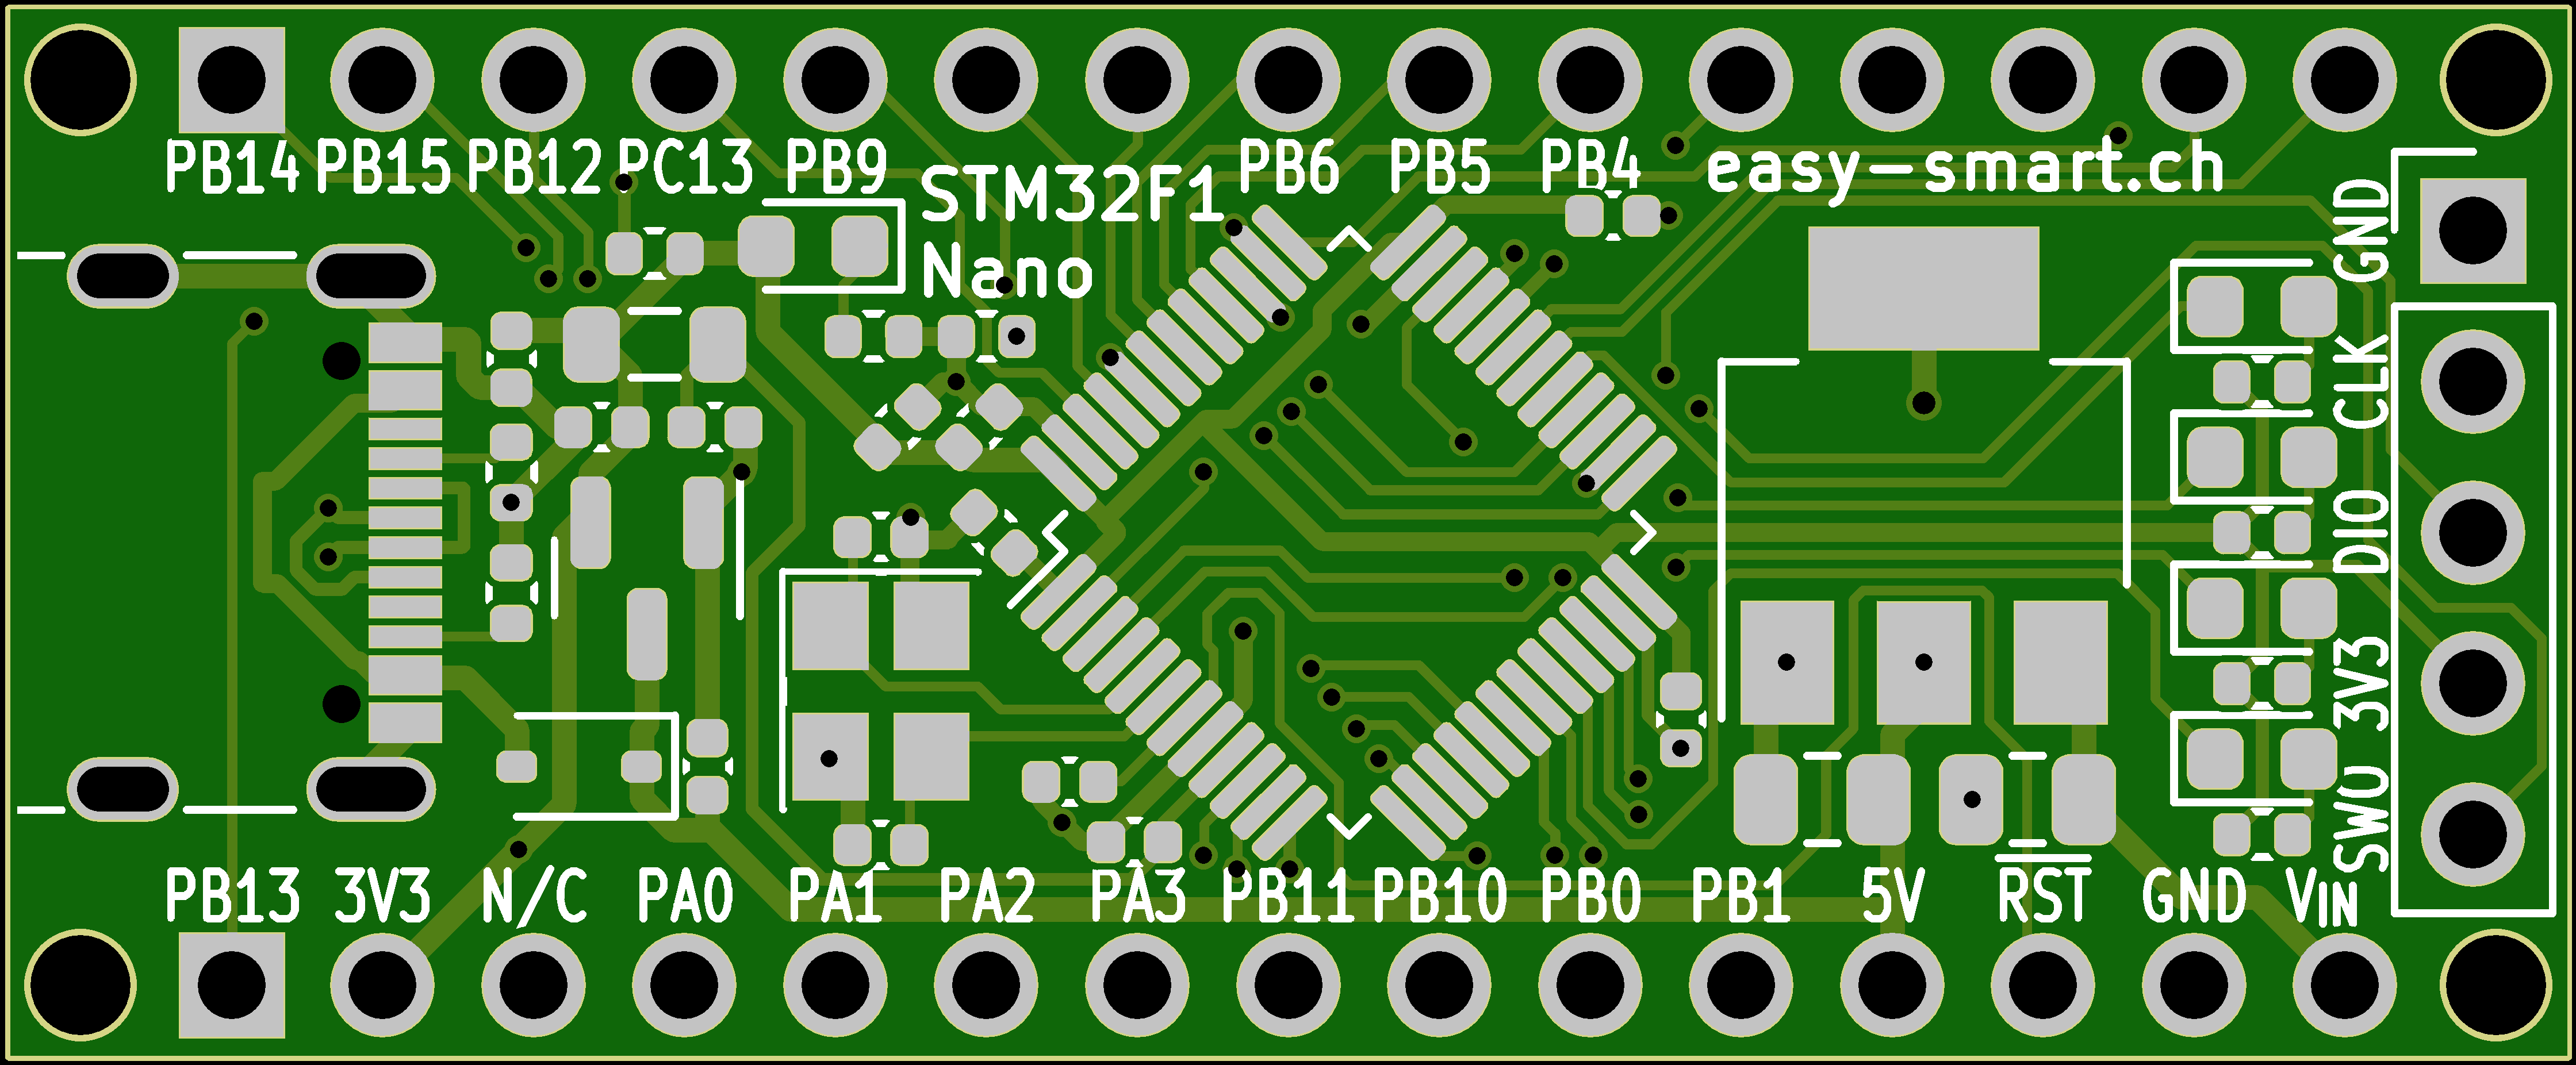 PB14 PB15 PB12 PC13 PB9 PB6 PB5 PB4 easy-smart.ch
STM32F1
Nano
GND
CLK
DIO
3V3
SWO
PB13 3V3 N/C PA0 PA1 PA2 PA3 PB11 PB10 PB0 PB1 5V RST GND VIN